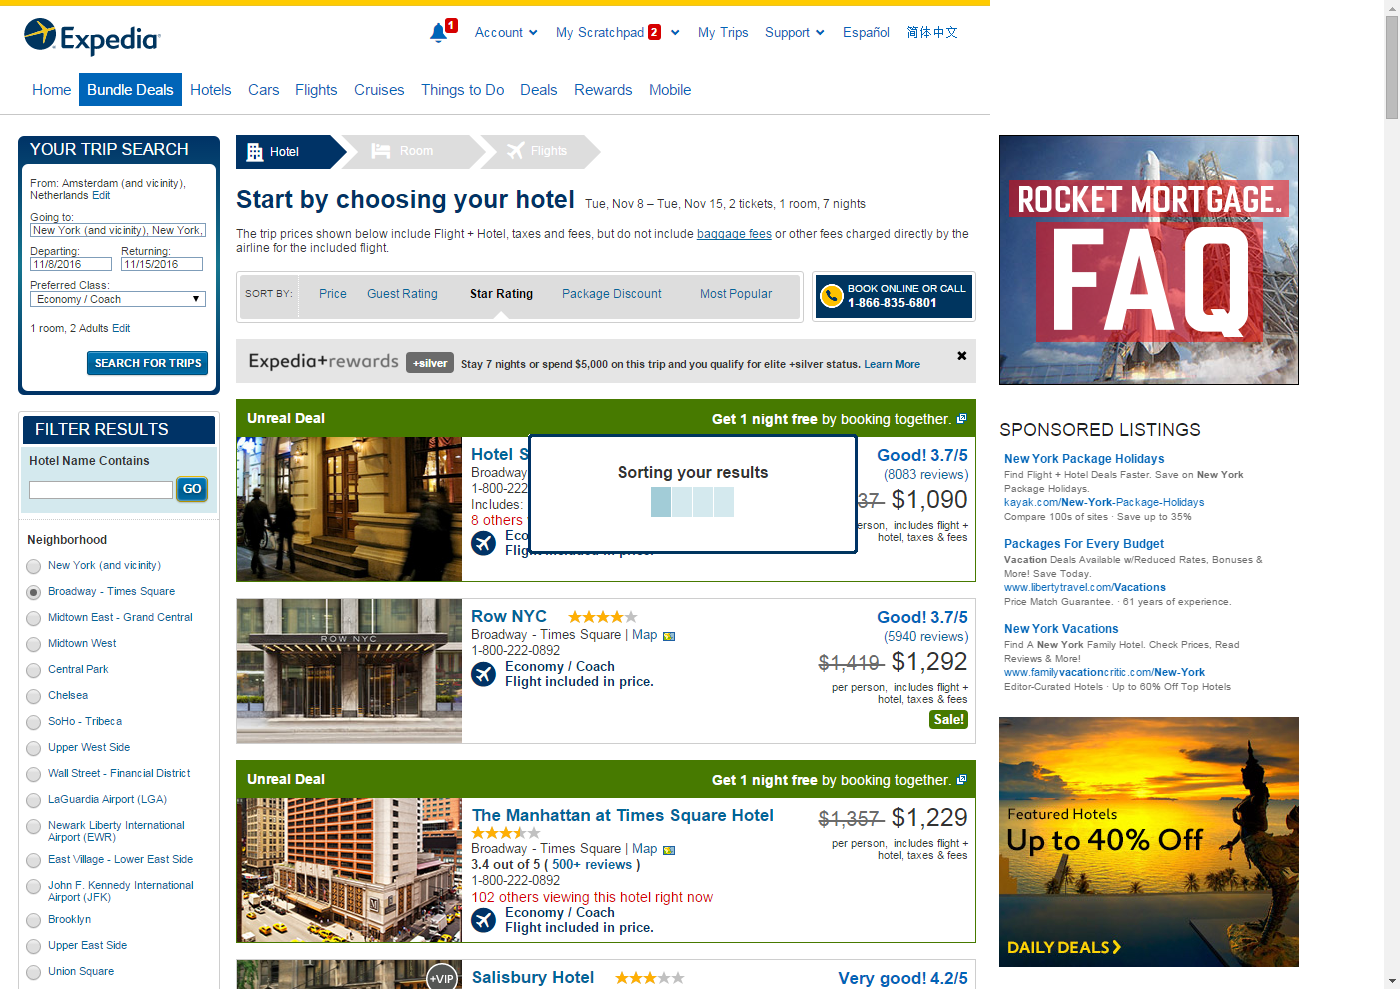 Expedia
1
Account
My Scratchpad 2
My Trips
Support
Español
简体中文
Home
Bundle Deals
Hotels
Cars
Flights
Cruises
Things to Do
Deals
Rewards
Mobile
YOUR TRIP SEARCH
From: Amsterdam (and vicinity),
Netherlands Edit
Going to:
New York (and vicinity), New York,
Departing:
Returning:
11/8/2016
11/15/2016
Preferred Class:
Economy / Coach
1 room, 2 Adults Edit
SEARCH FOR TRIPS
FILTER RESULTS
Hotel Name Contains
GO
Neighborhood
New York (and vicinity)
Broadway - Times Square
Midtown East - Grand Central
Midtown West
Central Park
Chelsea
SoHo - Tribeca
Upper West Side
Wall Street - Financial District
LaGuardia Airport (LGA)
Newark Liberty International
Airport (EWR)
East Village - Lower East Side
John F. Kennedy International
Airport (JFK)
Brooklyn
Upper East Side
Union Square
Hotel
Room
Flights
Start by choosing your hotel
Tue, Nov 8 – Tue, Nov 15, 2 tickets, 1 room, 7 nights
The trip prices shown below include Flight + Hotel, taxes and fees, but do not include baggage fees or other fees charged directly by the
airline for the included flight.
SORT BY:
Price
Guest Rating
Star Rating
Package Discount
Most Popular
BOOK ONLINE OR CALL
1-866-835-6801
Expedia+rewards
+silver
Stay 7 nights or spend $5,000 on this trip and you qualify for elite +silver status. Learn More
Unreal Deal
Get 1 night free by booking together.
Hotel S
Broadway
1-800-222
Includes:
8 others
Eco
Flight included in price.
Sorting your results
Good! 3.7/5
(8083 reviews)
37 $1,090
erson, includes flight +
hotel, taxes & fees
ROW NYC
Row NYC
Broadway - Times Square | Map
1-800-222-0892
Economy / Coach
Flight included in price.
Good! 3.7/5
(5940 reviews)
$1,419 $1,292
per person, includes flight +
hotel, taxes & fees
Sale!
Unreal Deal
Get 1 night free by booking together.
The Manhattan at Times Square Hotel
Broadway - Times Square | Map
3.4 out of 5 ( 500+ reviews )
1-800-222-0892
102 others viewing this hotel right now
Economy / Coach
Flight included in price.
$1,357 $1,229
per person, includes flight +
hotel, taxes & fees
+VIP
Salisbury Hotel
Very good! 4.2/5
ROCKET MORTGAGE.
FAQ
SPONSORED LISTINGS
New York Package Holidays
Find Flight + Hotel Deals Faster. Save on New York
Package Holidays.
kayak.com/New-York-Package-Holidays
Compare 100s of sites · Save up to 35%
Packages For Every Budget
Vacation Deals Available w/Reduced Rates, Bonuses &
More! Save Today.
www.libertytravel.com/Vacations
Price Match Guarantee. · 61 years of experience.
New York Vacations
Find A New York Family Hotel. Check Prices, Read
Reviews & More!
www.familyvacationcritic.com/New-York
Editor-Curated Hotels · Up to 60% Off Top Hotels
Featured Hotels
Up to 40% Off
DAILY DEALS